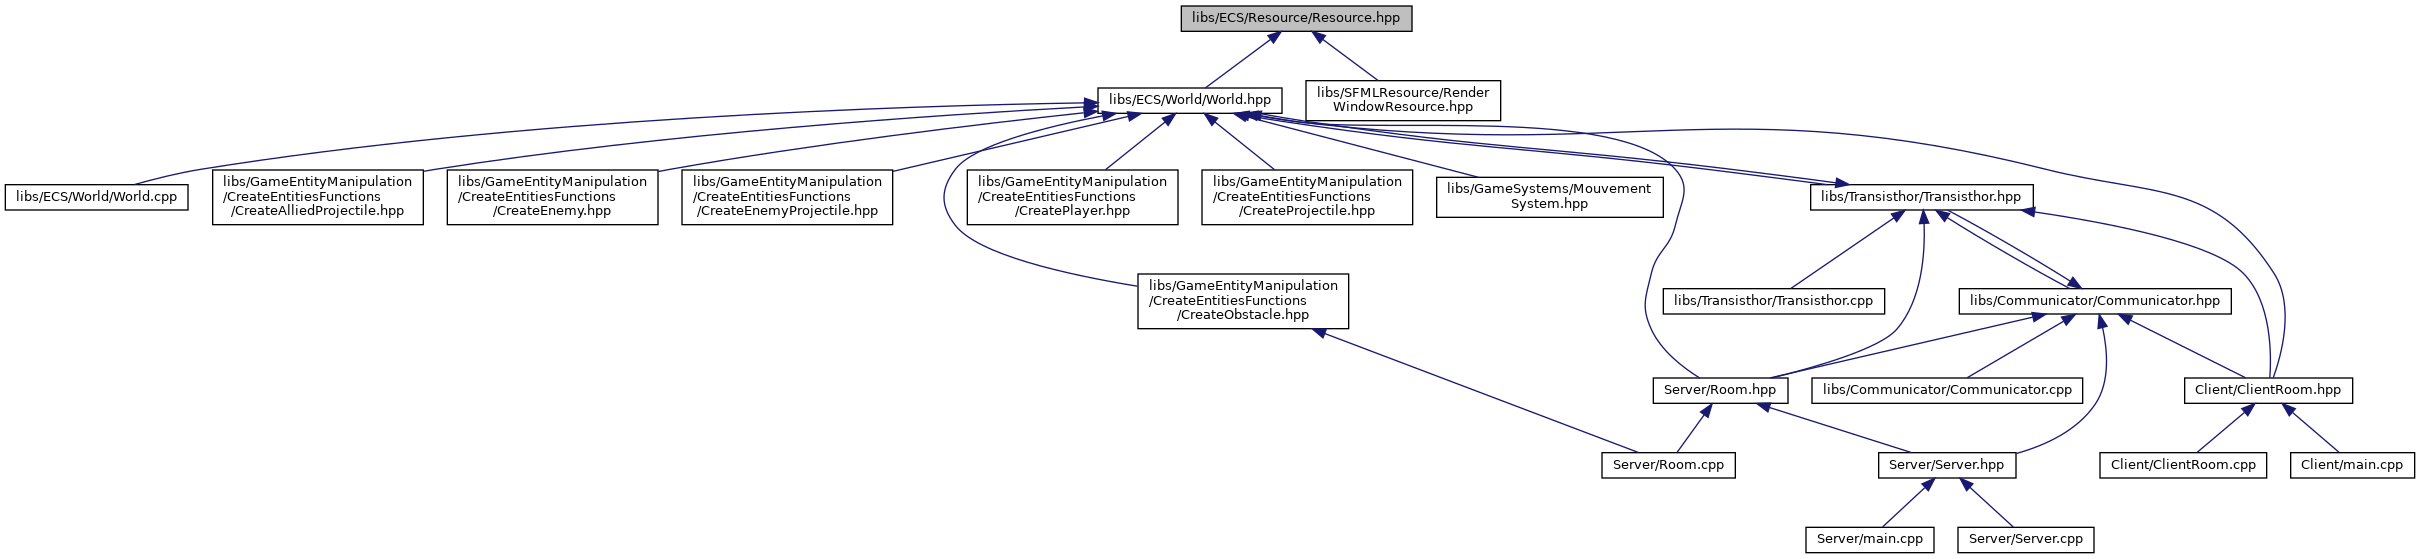 libs/ECS/Resource/Resource.hpp
libs/ECS/World/World.hpp
libs/SFMLResource/Render
WindowResource.hpp
libs/ECS/World/World.cpp
libs/GameEntityManipulation
/CreateEntitiesFunctions
/CreateAlliedProjectile.hpp
libs/GameEntityManipulation
/CreateEntitiesFunctions
/CreateEnemy.hpp
libs/GameEntityManipulation
/CreateEntitiesFunctions
/CreateEnemyProjectile.hpp
libs/GameEntityManipulation
/CreateEntitiesFunctions
/CreatePlayer.hpp
libs/GameEntityManipulation
/CreateEntitiesFunctions
/CreateProjectile.hpp
libs/GameSystems/Mouvement
System.hpp
libs/Transisthor/Transisthor.hpp
libs/GameEntityManipulation
/CreateEntitiesFunctions
/CreateObstacle.hpp
libs/Transisthor/Transisthor.cpp
libs/Communicator/Communicator.hpp
Server/Room.hpp
libs/Communicator/Communicator.cpp
Client/ClientRoom.hpp
Server/Room.cpp
Server/Server.hpp
Client/ClientRoom.cpp
Client/main.cpp
Server/main.cpp
Server/Server.cpp